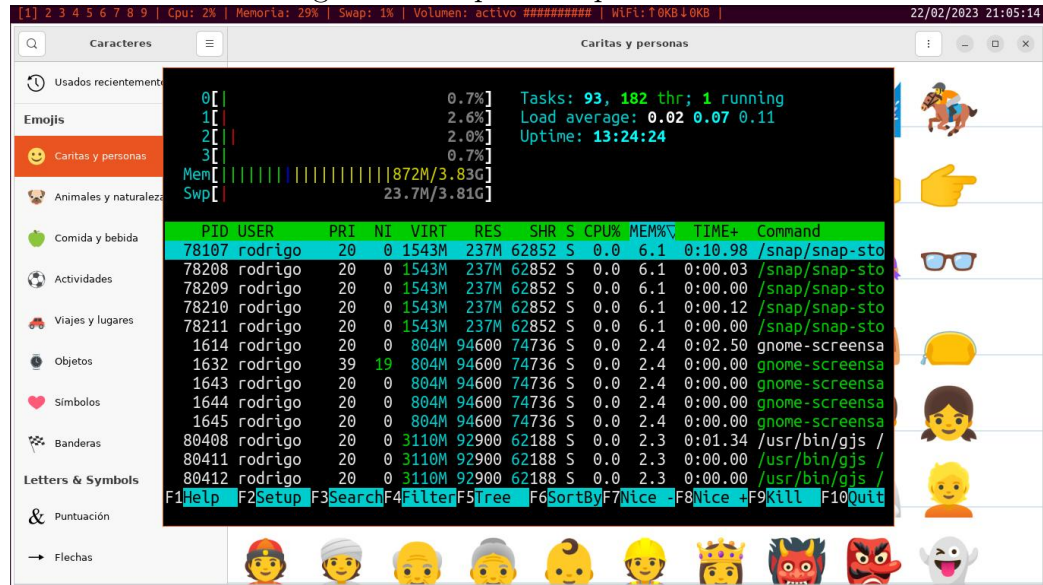 [1] 2 3 4 5 6 7 8 9 | Cpu: 2% | Memoria: 29% | Swap: 1% | Volumen: activo ########## | WiFi:↑0KB↓0KB | 22/02/2023 21:05:14
Caracteres
Caritas y personas
Usados recientemente
Emojis
Caritas y personas
Animales y naturaleza
Comida y bebida
Actividades
Viajes y lugares
Objetos
Símbolos
Banderas
Letters & Symbols
& Puntuación
→ Flechas
0[| 0.7%] Tasks: 93, 182 thr; 1 running
1[| 2.6%] Load average: 0.02 0.07 0.11
2[|| 2.0%] Uptime: 13:24:24
3[| 0.7%]
Mem[||||||||||||||||||||872M/3.83G]
Swp[| 23.7M/3.81G]
PID USER PRI NI VIRT RES SHR S CPU% MEM%▽ TIME+ Command
78107 rodrigo 20 0 1543M 237M 62852 S 0.0 6.1 0:10.98 /snap/snap-sto
78208 rodrigo 20 0 1543M 237M 62852 S 0.0 6.1 0:00.03 /snap/snap-sto
78209 rodrigo 20 0 1543M 237M 62852 S 0.0 6.1 0:00.00 /snap/snap-sto
78210 rodrigo 20 0 1543M 237M 62852 S 0.0 6.1 0:00.12 /snap/snap-sto
78211 rodrigo 20 0 1543M 237M 62852 S 0.0 6.1 0:00.00 /snap/snap-sto
1614 rodrigo 20 0 804M 94600 74736 S 0.0 2.4 0:02.50 gnome-screensa
1632 rodrigo 39 19 804M 94600 74736 S 0.0 2.4 0:00.00 gnome-screensa
1643 rodrigo 20 0 804M 94600 74736 S 0.0 2.4 0:00.00 gnome-screensa
1644 rodrigo 20 0 804M 94600 74736 S 0.0 2.4 0:00.00 gnome-screensa
1645 rodrigo 20 0 804M 94600 74736 S 0.0 2.4 0:00.00 gnome-screensa
80408 rodrigo 20 0 3110M 92900 62188 S 0.0 2.3 0:01.34 /usr/bin/gjs /
80411 rodrigo 20 0 3110M 92900 62188 S 0.0 2.3 0:00.00 /usr/bin/gjs /
80412 rodrigo 20 0 3110M 92900 62188 S 0.0 2.3 0:00.00 /usr/bin/gjs /
F1Help F2Setup F3SearchF4FilterF5Tree F6SortByF7Nice -F8Nice +F9Kill F10Quit